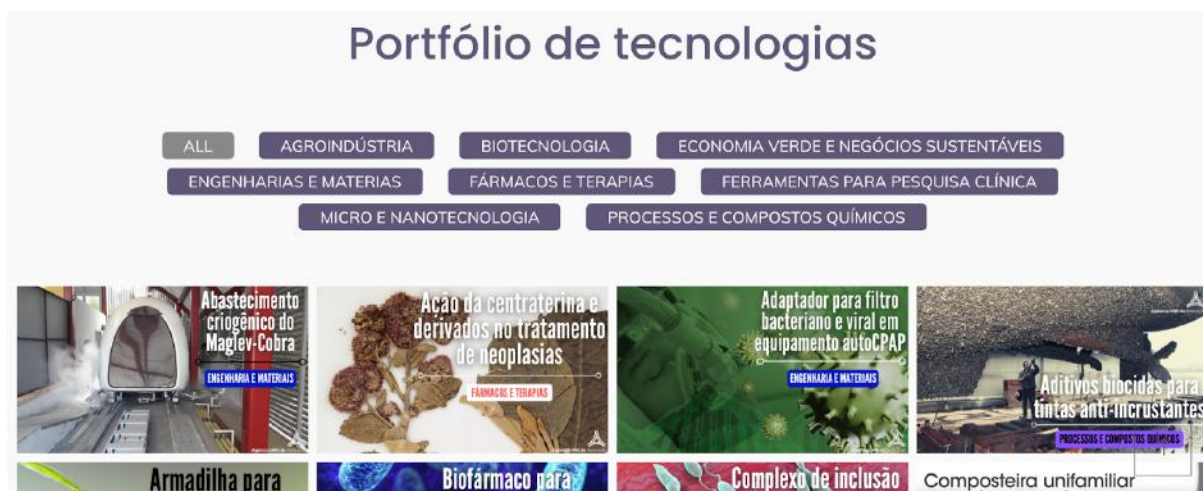 Portfólio de tecnologias
ALL
AGROINDÚSTRIA
BIOTECNOLOGIA
ECONOMIA VERDE E NEGÓCIOS SUSTENTÁVEIS
ENGENHARIAS E MATERIAS
FÁRMACOS E TERAPIAS
FERRAMENTAS PARA PESQUISA CLÍNICA
MICRO E NANOTECNOLOGIA
PROCESSOS E COMPOSTOS QUÍMICOS
Abastecimento
criogênico do
Maglev-Cobra
ENGENHARIA E MATERIAIS
Ação da centraterina e
derivados no tratamento
de neoplasias
FÁRMACOS E TERAPIAS
Adaptador para filtro
bacteriano e viral em
equipamento autoCPAP
ENGENHARIA E MATERIAIS
Aditivos biocidas para
tintas anti-incrustantes
PROCESSOS E COMPOSTOS QUÍMICOS
Armadilha para
Biofármaco para
Complexo de inclusão
Composteira unifamiliar